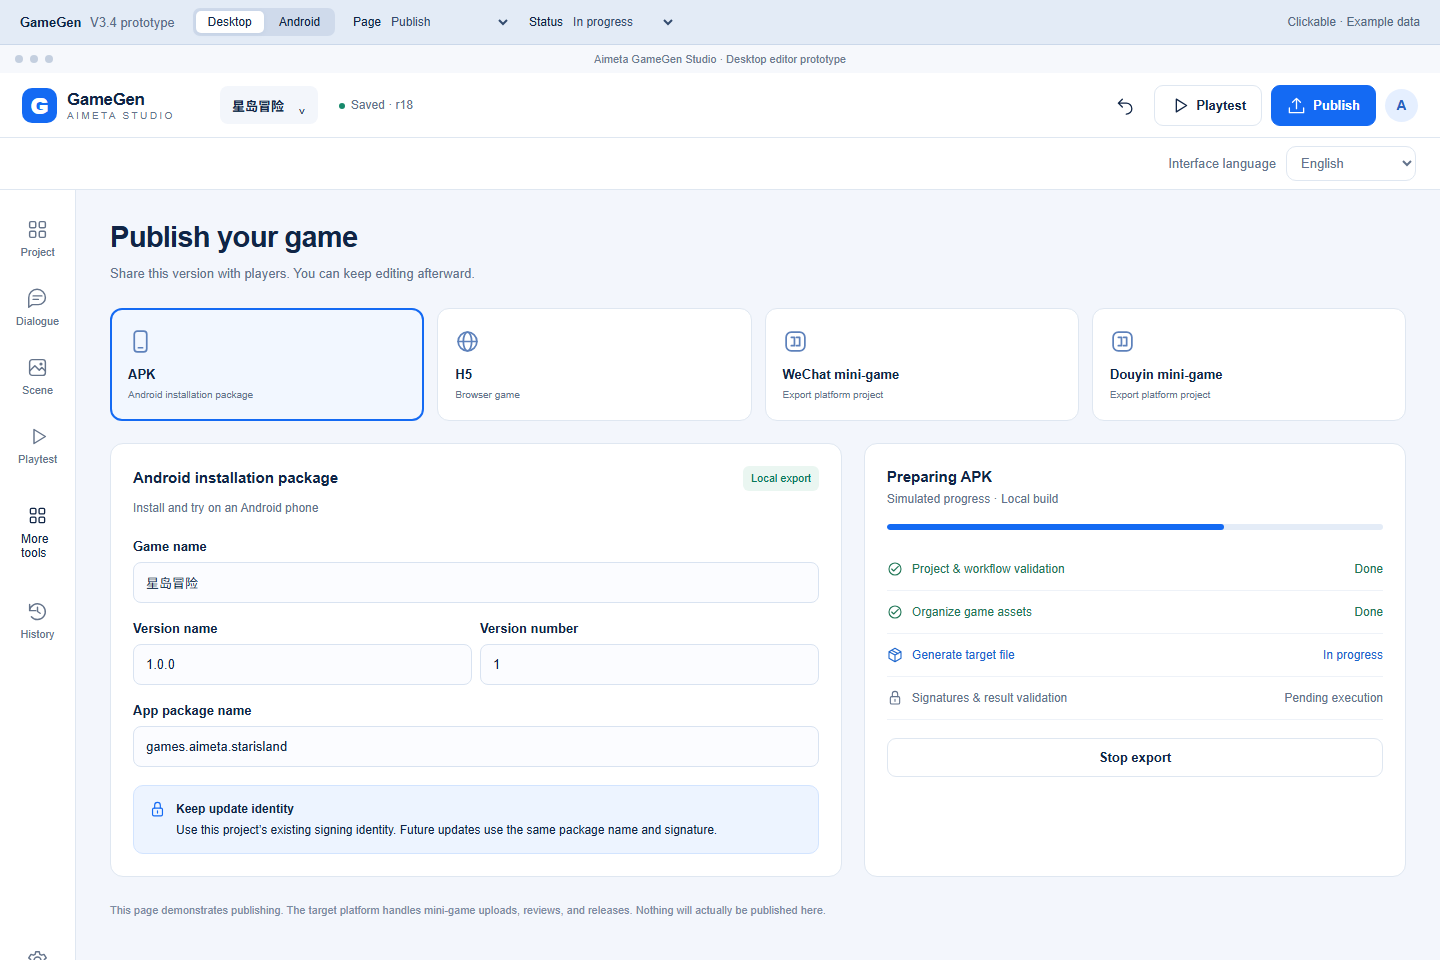 GameGen V3.4 prototype Desktop Android Page Publish Status In progress Clickable · Example data
Aimeta GameGen Studio · Desktop editor prototype
G GameGen
AIMETA STUDIO
星岛冒险 Saved · r18 Playtest Publish A
Interface language English
Project
Dialogue
Scene
Playtest
More
tools
History
Publish your game
Share this version with players. You can keep editing afterward.
APK
Android installation package
H5
Browser game
WeChat mini-game
Export platform project
Douyin mini-game
Export platform project
Android installation package Local export
Install and try on an Android phone
Game name
星岛冒险
Version name Version number
1.0.0 1
App package name
games.aimeta.starisland
Keep update identity
Use this project's existing signing identity. Future updates use the same package name and signature.
Preparing APK
Simulated progress · Local build
Project & workflow validation Done
Organize game assets Done
Generate target file In progress
Signatures & result validation Pending execution
Stop export
This page demonstrates publishing. The target platform handles mini-game uploads, reviews, and releases. Nothing will actually be published here.